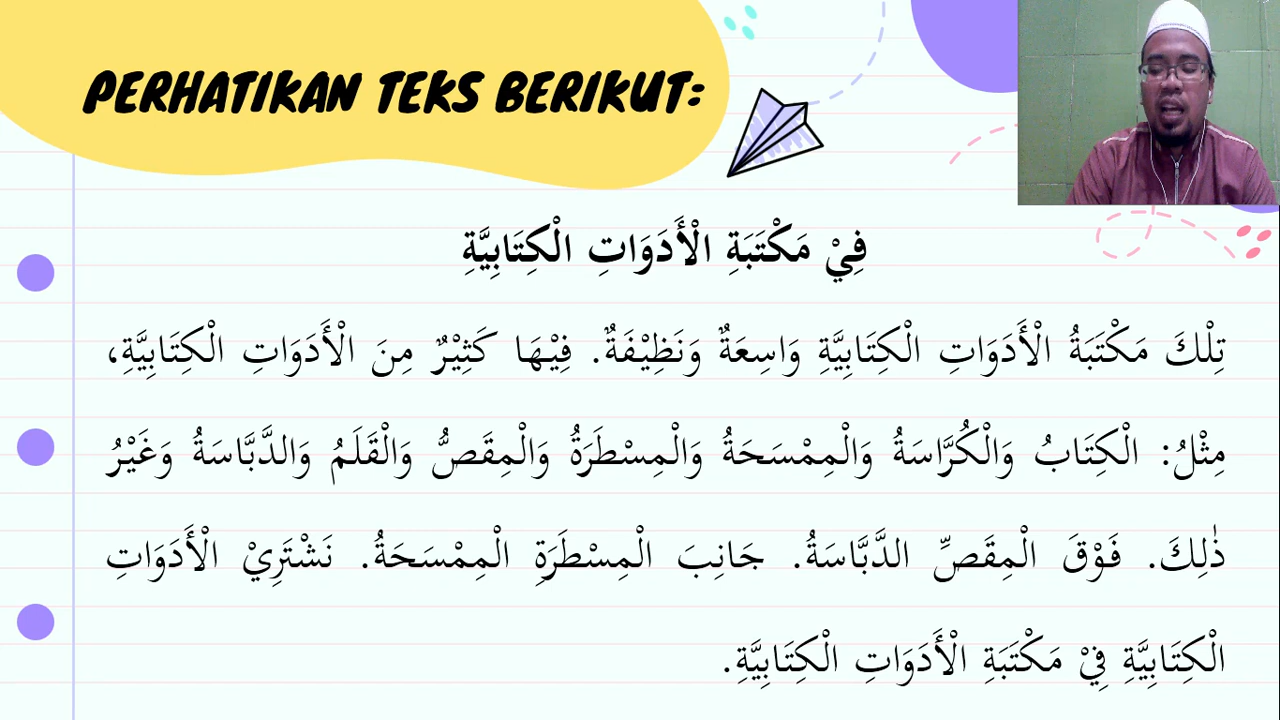 PERHATIKAN TEKS BERIKUT:
فِيْ مَكْتَبَةِ الْأَدَوَاتِ الْكِتَابِيَّةِ
تِلْكَ مَكْتَبَةُ الْأَدَوَاتِ الْكِتَابِيَّةِ وَاسِعَةٌ وَنَظِيْفَةٌ. فِيْهَا كَثِيْرٌ مِنَ الْأَدَوَاتِ الْكِتَابِيَّةِ،
مِثْلُ: الْكِتَابُ وَالْكُرَّاسَةُ وَالْمِمْسَحَةُ وَالْمِسْطَرَةُ وَالْمِقَصُّ وَالْقَلَمُ وَالدَّبَّاسَةُ وَغَيْرُ
ذٰلِكَ. فَوْقَ الْمِقَصِّ الدَّبَّاسَةُ. جَانِبَ الْمِسْطَرَةِ الْمِمْسَحَةُ. نَشْتَرِيْ الْأَدَوَاتِ
الْكِتَابِيَّةِ فِيْ مَكْتَبَةِ الْأَدَوَاتِ الْكِتَابِيَّةِ.